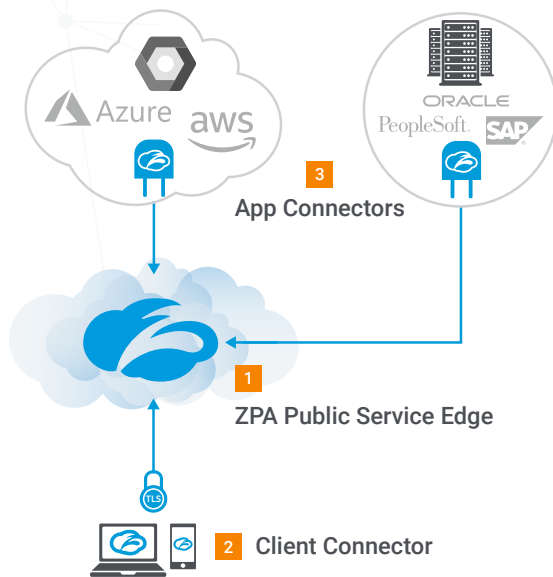 Azure
aws
ORACLE
PeopleSoft.
SAP
3
App Connectors
1
ZPA Public Service Edge
TLS
2 Client Connector